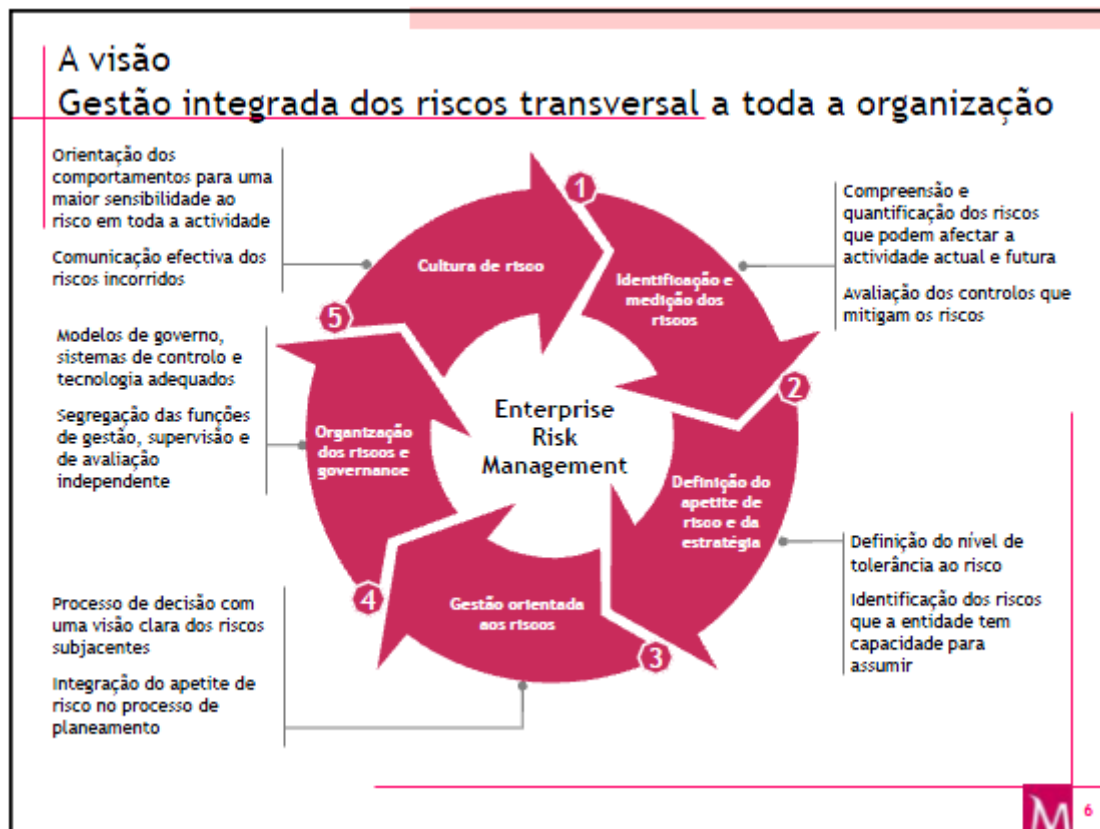 A visão
Gestão integrada dos riscos transversal a toda a organização
Orientação dos
comportamentos para uma
maior sensibilidade ao
risco em toda a actividade
Comunicação efectiva dos
riscos incorridos
Cultura de risco
1
Identificação e
medição dos
riscos
Compreensão e
quantificação dos riscos
que podem afectar a
actividade actual e futura
Avaliação dos controlos que
mitigam os riscos
5
Modelos de governo,
sistemas de controlo e
tecnologia adequados
Segregação das funções
de gestão, supervisão e
de avaliação
independente
Organização
dos riscos e
governance
Enterprise
Risk
Management
2
Definição do
apetite de
risco e da
estratégia
Definição do nível de
tolerância ao risco
Identificação dos riscos
que a entidade tem
capacidade para
assumir
4
Gestão orientada
aos riscos
3
Processo de decisão com
uma visão clara dos riscos
subjacentes
Integração do apetite de
risco no processo de
planeamento
M
6